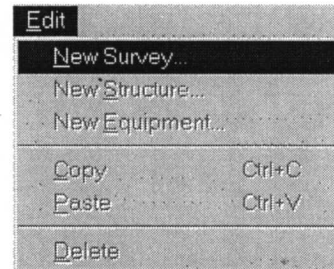 Edit
New Survey...
New Structure...
New Equipment...
Copy Ctrl+C
Paste Ctrl+V
Delete